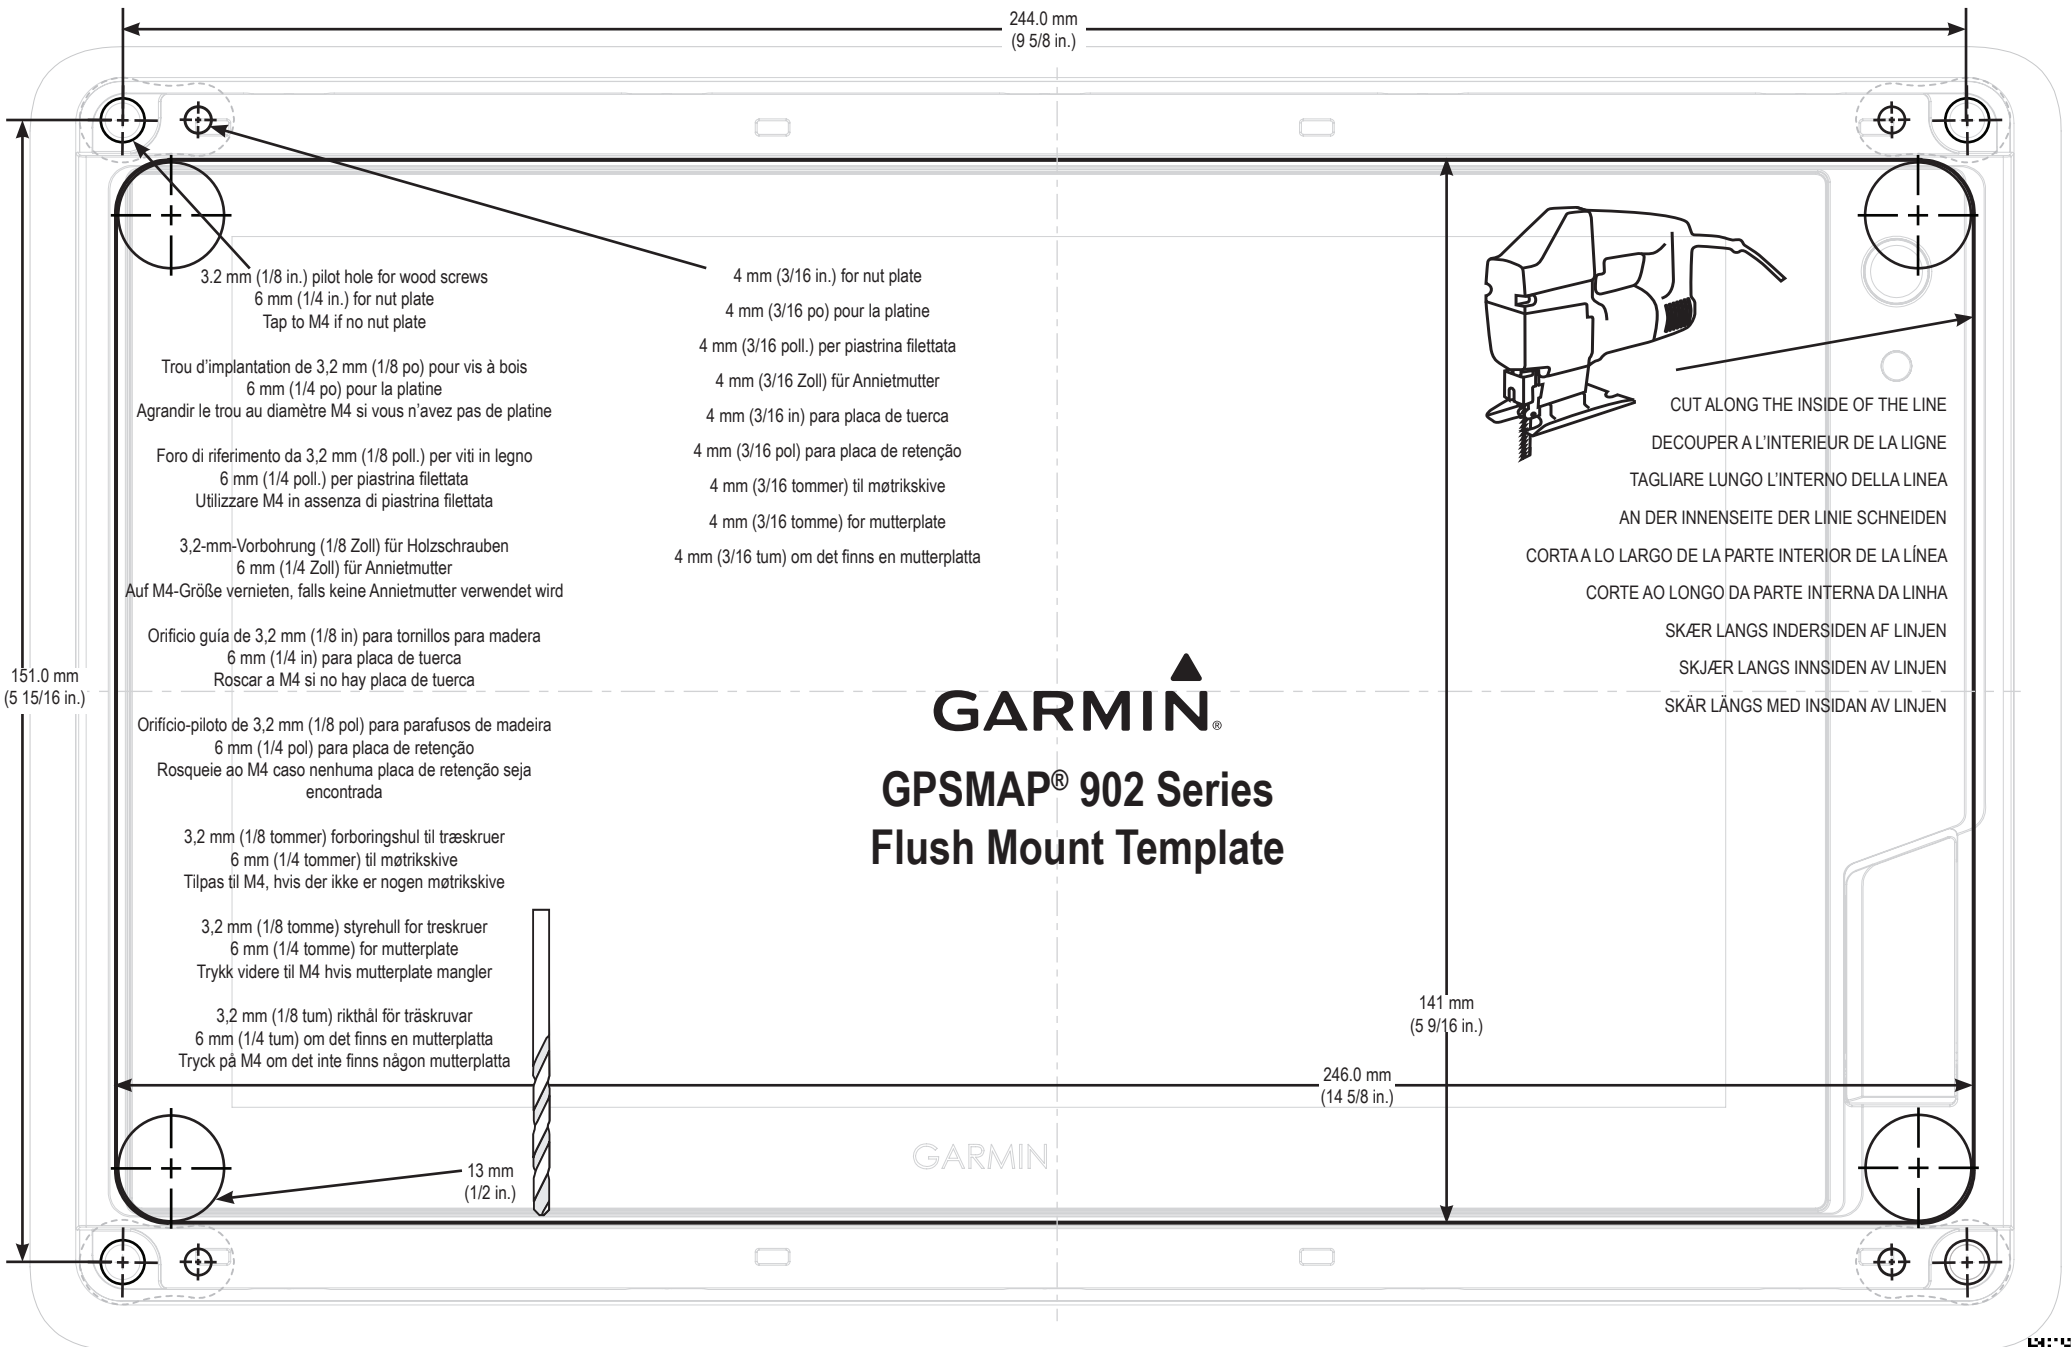 244.0 mm
(9 5/8 in.)
3.2 mm (1/8 in.) pilot hole for wood screws
6 mm (1/4 in.) for nut plate
Tap to M4 if no nut plate
Trou d'implantation de 3,2 mm (1/8 po) pour vis à bois
6 mm (1/4 po) pour la platine
Agrandir le trou au diamètre M4 si vous n'avez pas de platine
Foro di riferimento da 3,2 mm (1/8 poll.) per viti in legno
6 mm (1/4 poll.) per piastrina filettata
Utilizzare M4 in assenza di piastrina filettata
3,2-mm-Vorbohrung (1/8 Zoll) für Holzschrauben
6 mm (1/4 Zoll) für Annietmutter
Auf M4-Größe vernieten, falls keine Annietmutter verwendet wird
Orificio guía de 3,2 mm (1/8 in) para tornillos para madera
6 mm (1/4 in) para placa de tuerca
Roscar a M4 si no hay placa de tuerca
Orifício-piloto de 3,2 mm (1/8 pol) para parafusos de madeira
6 mm (1/4 pol) para placa de retenção
Rosqueie ao M4 caso nenhuma placa de retenção seja
encontrada
3,2 mm (1/8 tommer) forboringshul til træskruer
6 mm (1/4 tommer) til møtrikskive
Tilpas til M4, hvis der ikke er nogen møtrikskive
3,2 mm (1/8 tomme) styrehull for treskruer
6 mm (1/4 tomme) for mutterplate
Trykk videre til M4 hvis mutterplate mangler
3,2 mm (1/8 tum) rikthål för träskruvar
6 mm (1/4 tum) om det finns en mutterplatta
Tryck på M4 om det inte finns någon mutterplatta
4 mm (3/16 in.) for nut plate
4 mm (3/16 po) pour la platine
4 mm (3/16 poll.) per piastrina filettata
4 mm (3/16 Zoll) für Annietmutter
4 mm (3/16 in) para placa de tuerca
4 mm (3/16 pol) para placa de retenção
4 mm (3/16 tommer) til møtrikskive
4 mm (3/16 tomme) for mutterplate
4 mm (3/16 tum) om det finns en mutterplatta
CUT ALONG THE INSIDE OF THE LINE
DECOUPER A L'INTERIEUR DE LA LIGNE
TAGLIARE LUNGO L'INTERNO DELLA LINEA
AN DER INNENSEITE DER LINIE SCHNEIDEN
CORTA A LO LARGO DE LA PARTE INTERIOR DE LA LÍNEA
CORTE AO LONGO DA PARTE INTERNA DA LINHA
SKÆR LANGS INDERSIDEN AF LINJEN
SKJÆR LANGS INNSIDEN AV LINJEN
SKÄR LÄNGS MED INSIDAN AV LINJEN
151.0 mm
(5 15/16 in.)
GARMIN®
GPSMAP® 902 Series
Flush Mount Template
141 mm
(5 9/16 in.)
246.0 mm
(14 5/8 in.)
GARMIN
13 mm
(1/2 in.)